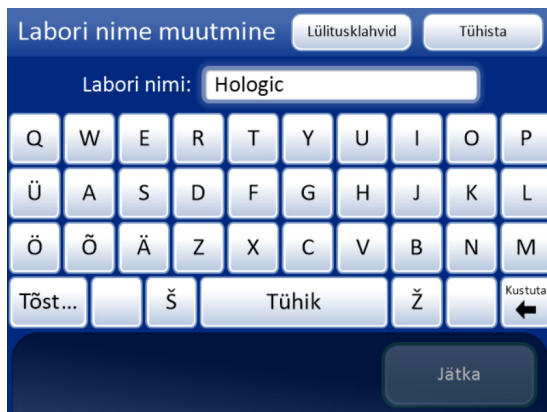 Labori nime muutmine Lülitusklahvid Tühista
Labori nimi: Hologic
Q W E R T Y U I O P
Ü A S D F G H J K L
Ö Õ Ä Z X C V B N M
Tõst... Š Tühik Ž Kustuta
Jätka